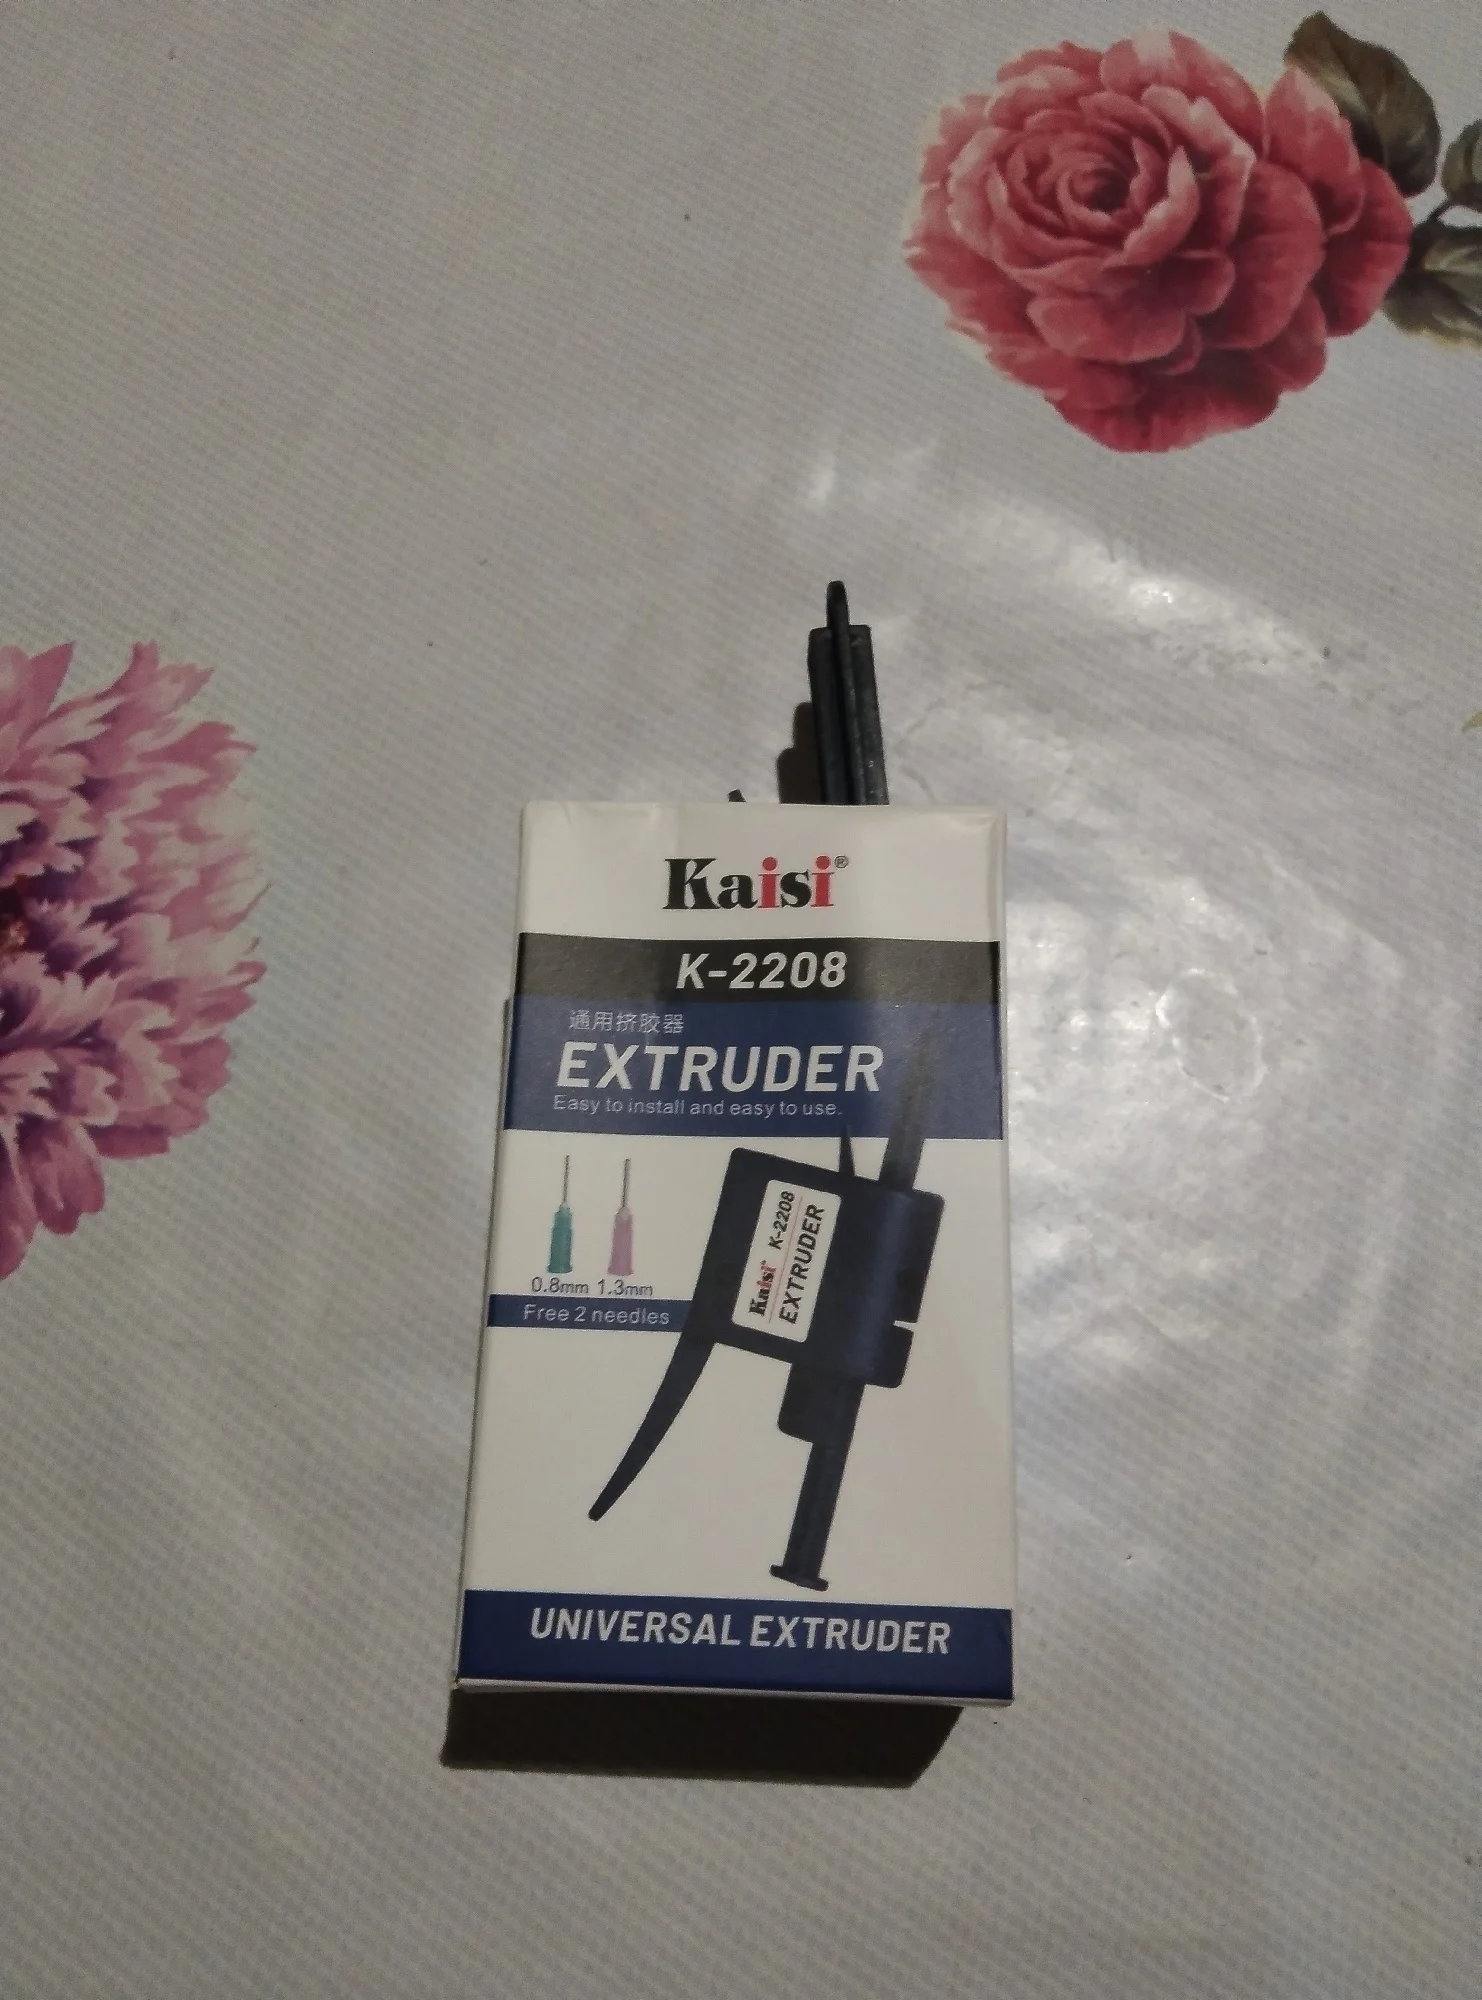 Kaisi®
K-2208
通用挤胶器
EXTRUDER
Easy to install and easy to use.
0.8mm 1.3mm
Free 2 needles
Kaisi K-2208
EXTRUDER
UNIVERSAL EXTRUDER